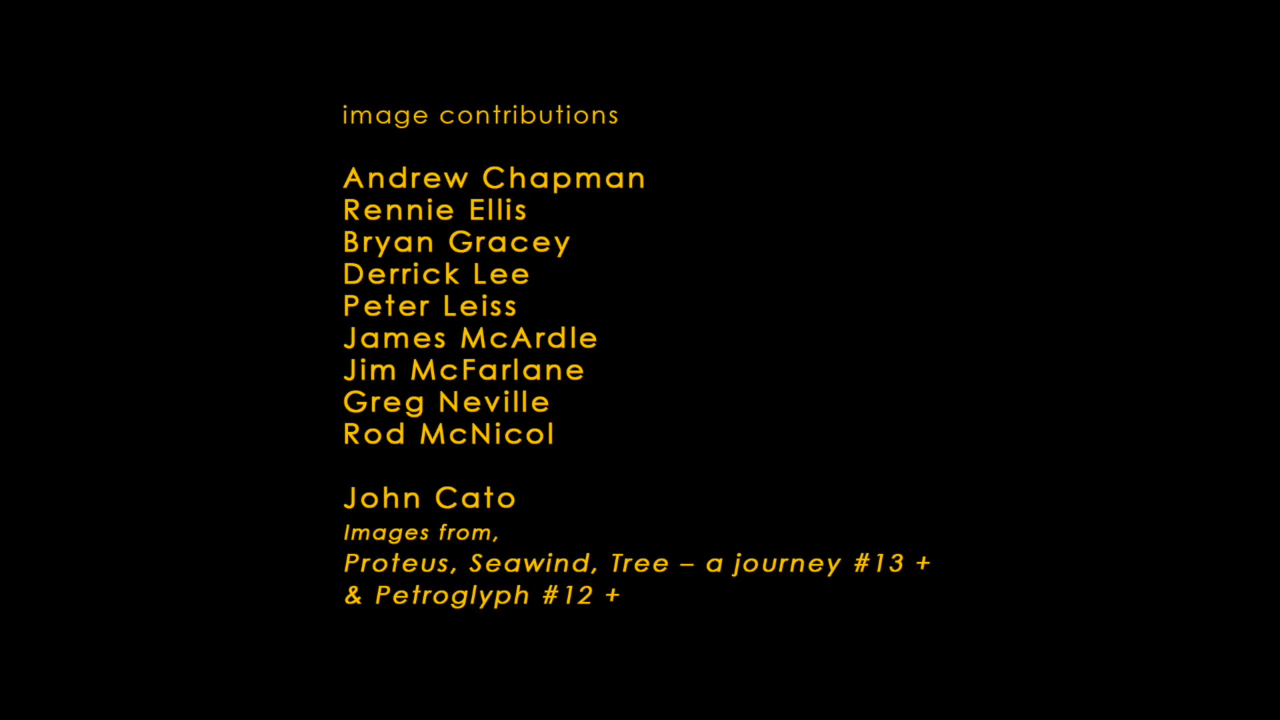 image contributions
Andrew Chapman
Rennie Ellis
Bryan Gracey
Derrick Lee
Peter Leiss
James McArdle
Jim McFarlane
Greg Neville
Rod McNicol
John Cato
Images from,
Proteus, Seawind, Tree – a journey #13 +
& Petroglyph #12 +